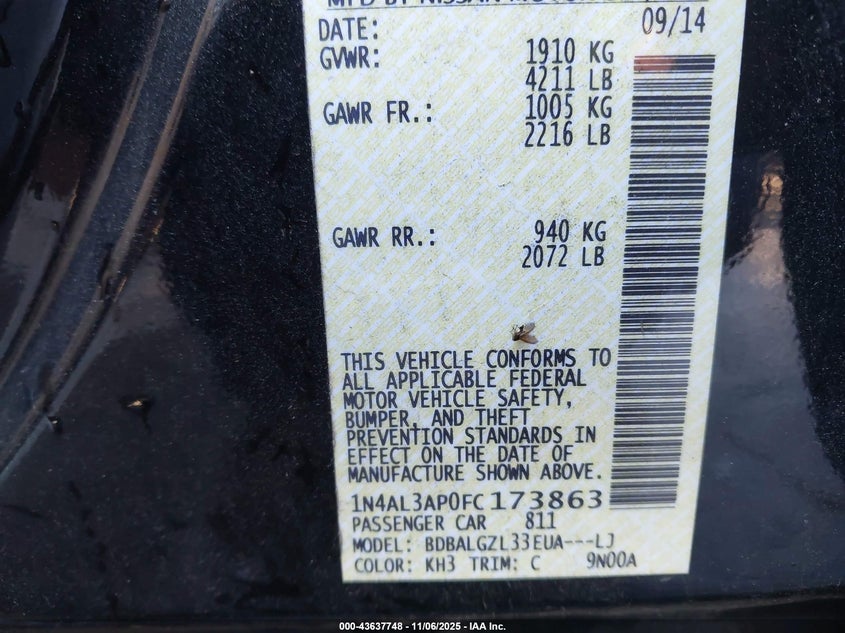 MFD BY NISSAN
DATE: 09/14
GVWR: 1910 KG
4211 LB
GAWR FR.: 1005 KG
2216 LB
GAWR RR.: 940 KG
2072 LB
THIS VEHICLE CONFORMS TO
ALL APPLICABLE FEDERAL
MOTOR VEHICLE SAFETY,
BUMPER, AND THEFT
PREVENTION STANDARDS IN
EFFECT ON THE DATE OF
MANUFACTURE SHOWN ABOVE.
1N4AL3AP0FC173863
PASSENGER CAR 811
MODEL: BDBALGZL33EUA---LJ
COLOR: KH3 TRIM: C 9N00A
000-43637748 - 11/06/2025 - IAA Inc.